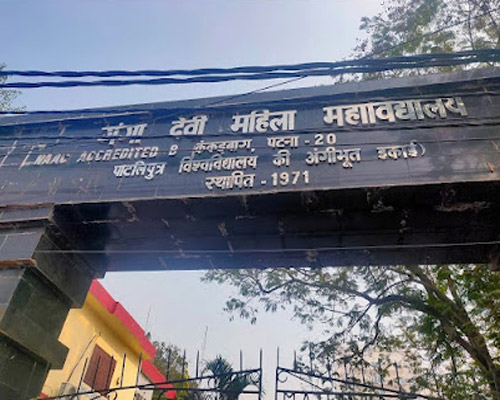 गंगा देवी महिला महाविद्यालय
(NAAC ACCREDITED B कंकड़बाग, पटना - 20
पाटलिपुत्र विश्वविद्यालय की अंगीभूत इकाई)
स्थापित - 1971